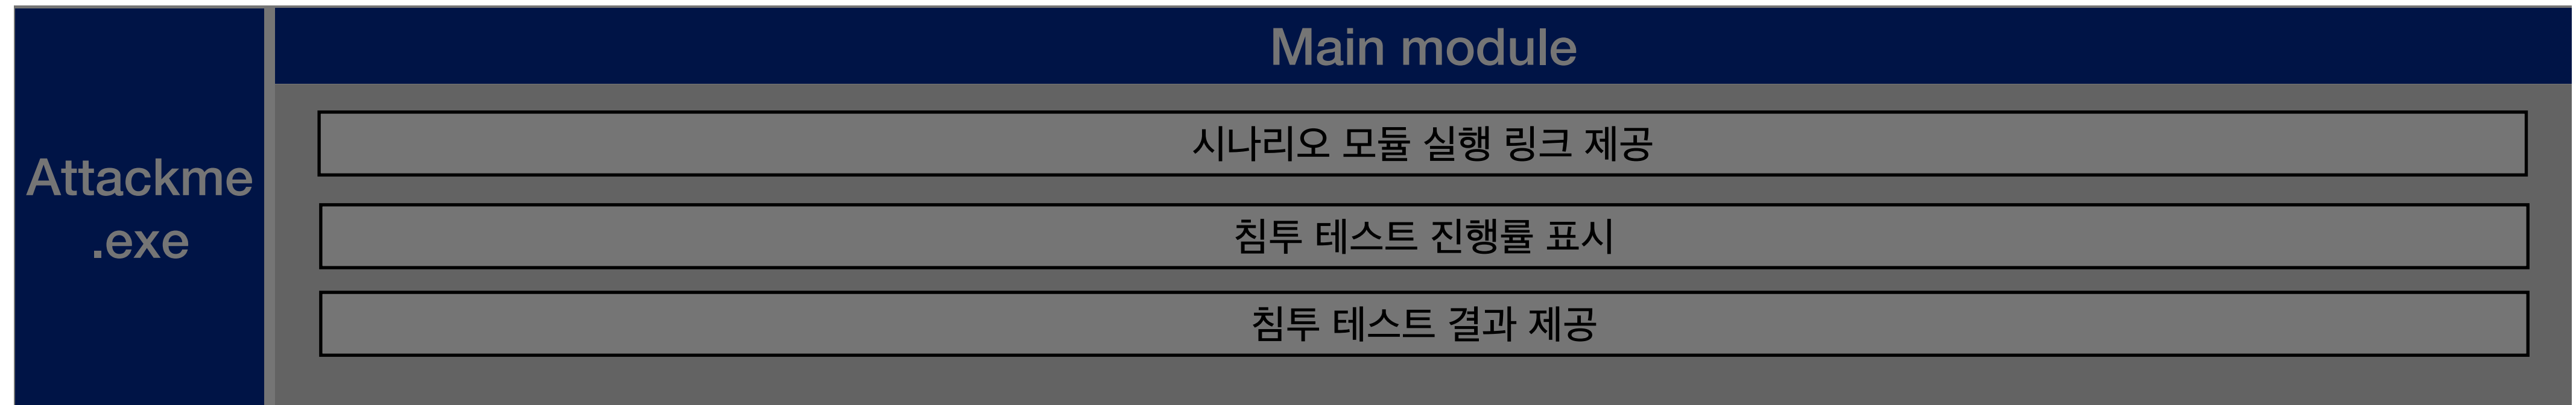 Main module
Attackme
.exe
시나리오 모듈 실행 링크 제공
침투 테스트 진행률 표시
침투 테스트 결과 제공